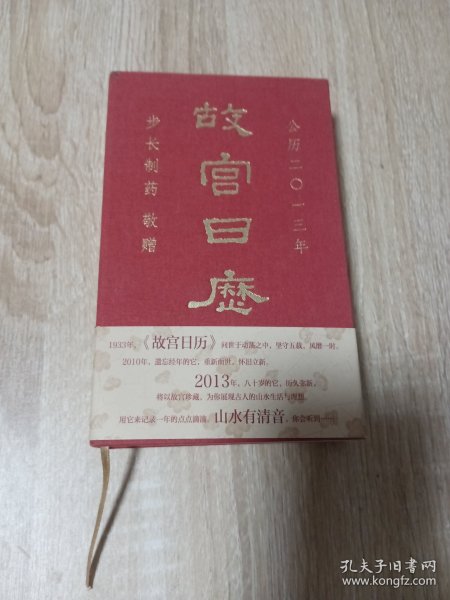 公历二〇一三年
故宫日历
步长制药 敬赠
1933年,《故宫日历》问世于动荡之中,坚守五载,风靡一时。
2010年,遗忘经年的它,重新面世,怀旧立新。
2013年,八十岁的它,历久弥新,
将以故宫珍藏,为你展现古人的山水生活与理想。
用它来记录一年的点点滴滴,山水有清音,你会听到……
孔夫子旧书网
www.kongfz.com